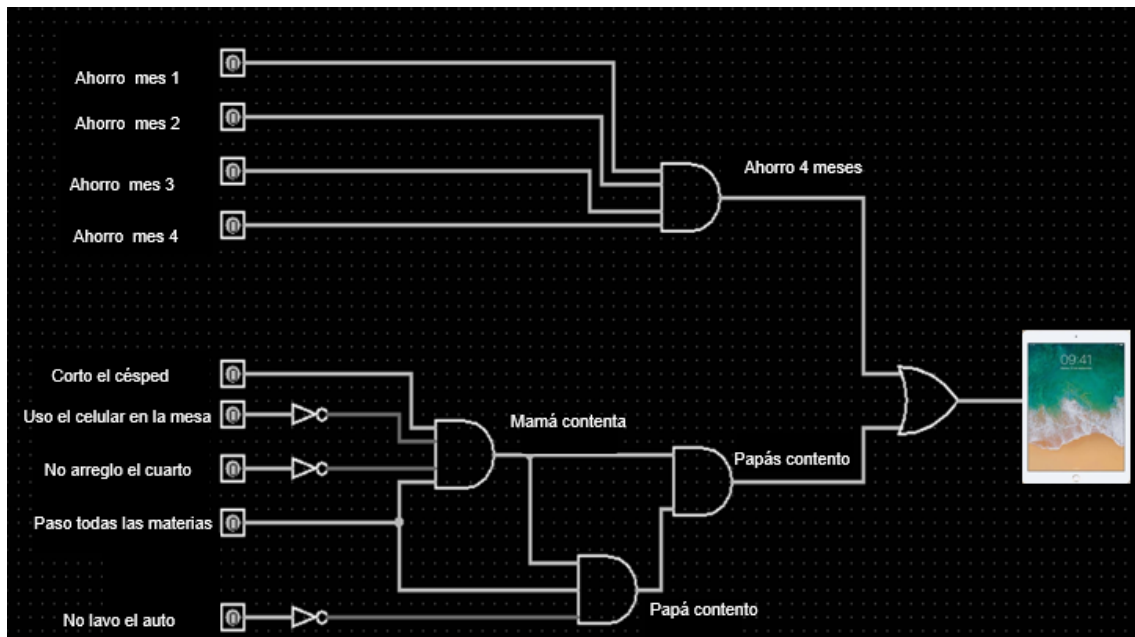 Ahorro mes 1
Ahorro mes 2
Ahorro mes 3
Ahorro mes 4
Ahorro 4 meses
Corto el césped
Uso el celular en la mesa
No arreglo el cuarto
Paso todas las materias
No lavo el auto
Mamá contenta
Papás contento
Papá contento
09:41